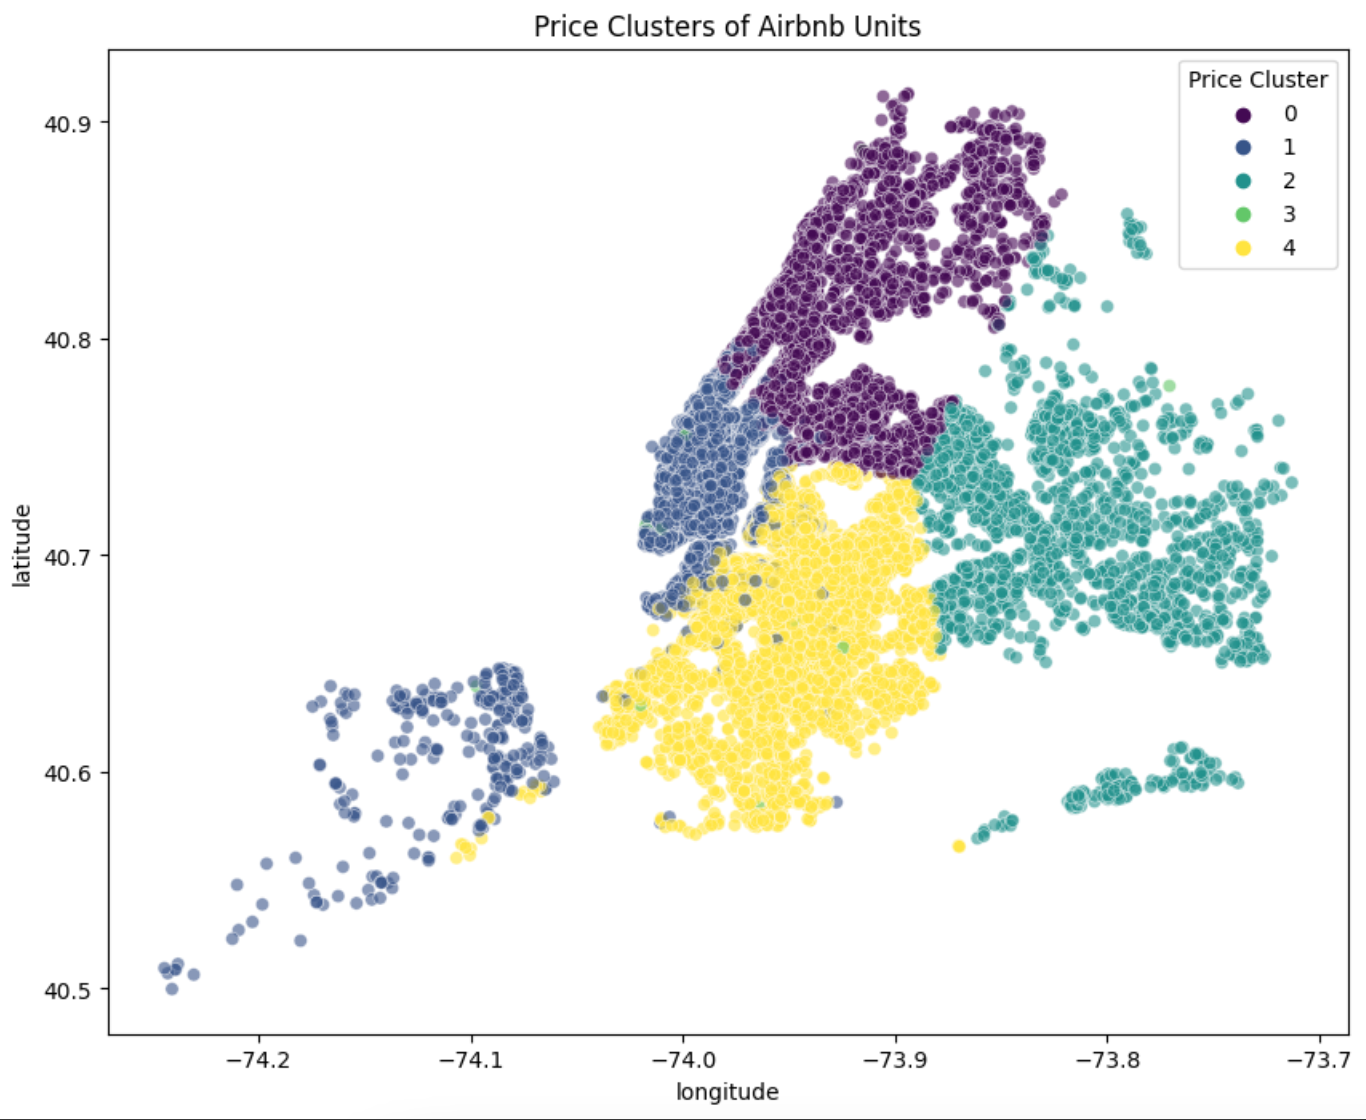 Price Clusters of Airbnb Units
Price Cluster
0
1
2
3
4
40.9
40.8
40.7
40.6
40.5
latitude
−74.2 −74.1 −74.0 −73.9 −73.8 −73.7
longitude